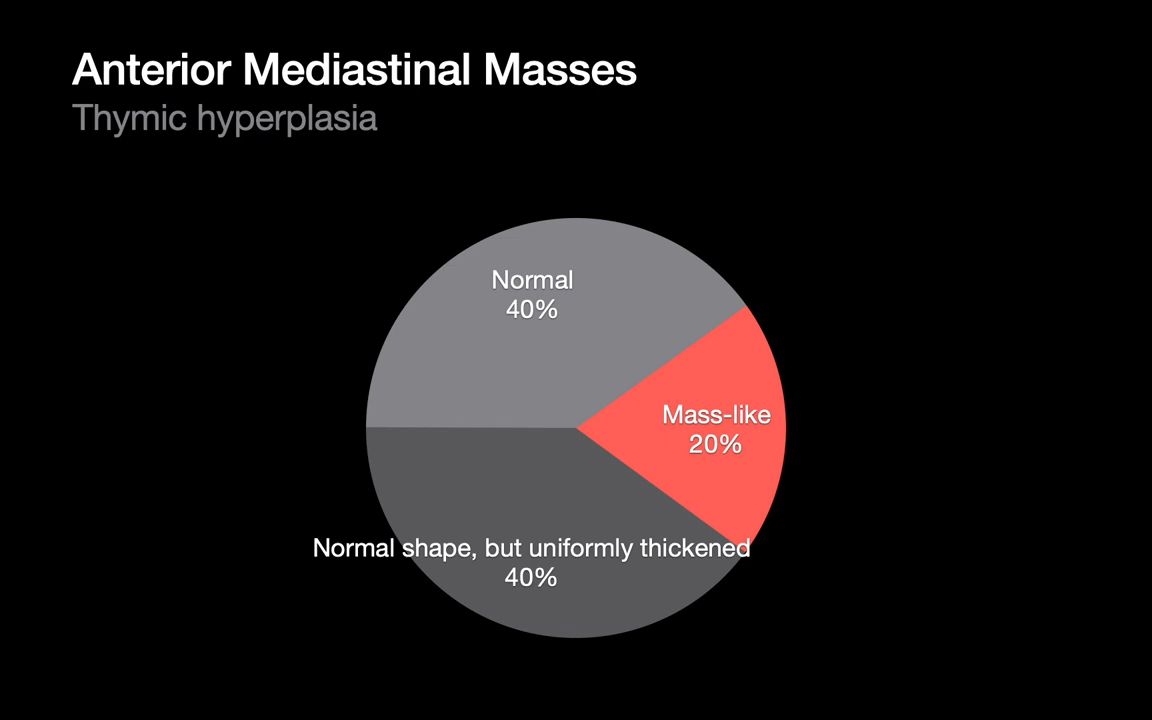 Anterior Mediastinal Masses
Thymic hyperplasia
Normal
40%
Mass-like
20%
Normal shape, but uniformly thickened
40%